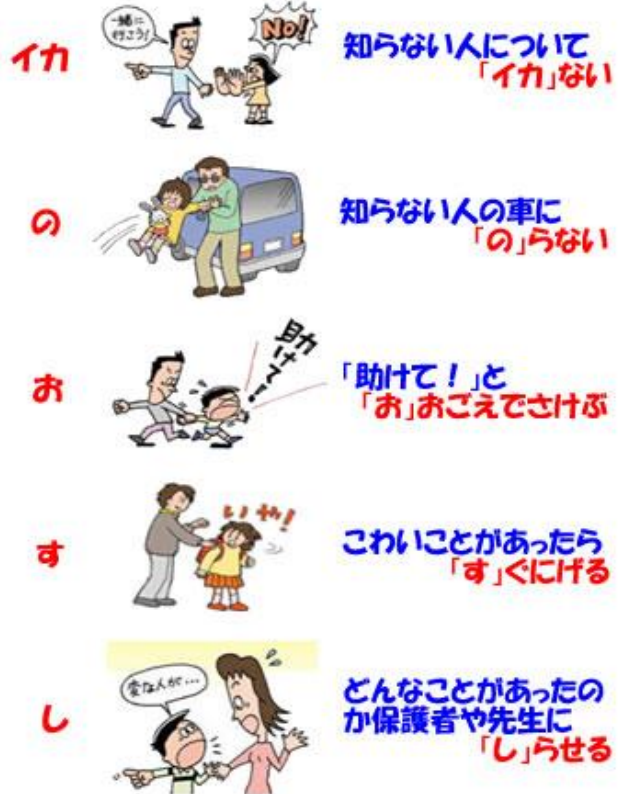 イカ
一緒に
行こう!
NO!
知らない人について
「イカ」ない
の
知らない人の車に
「の」らない
お
助けて!
「助けて!」と
「お」おごえでさけぶ
す
いや!
こわいことがあったら
「す」ぐにげる
し
変な人が…
どんなことがあったの
か保護者や先生に
「し」らせる